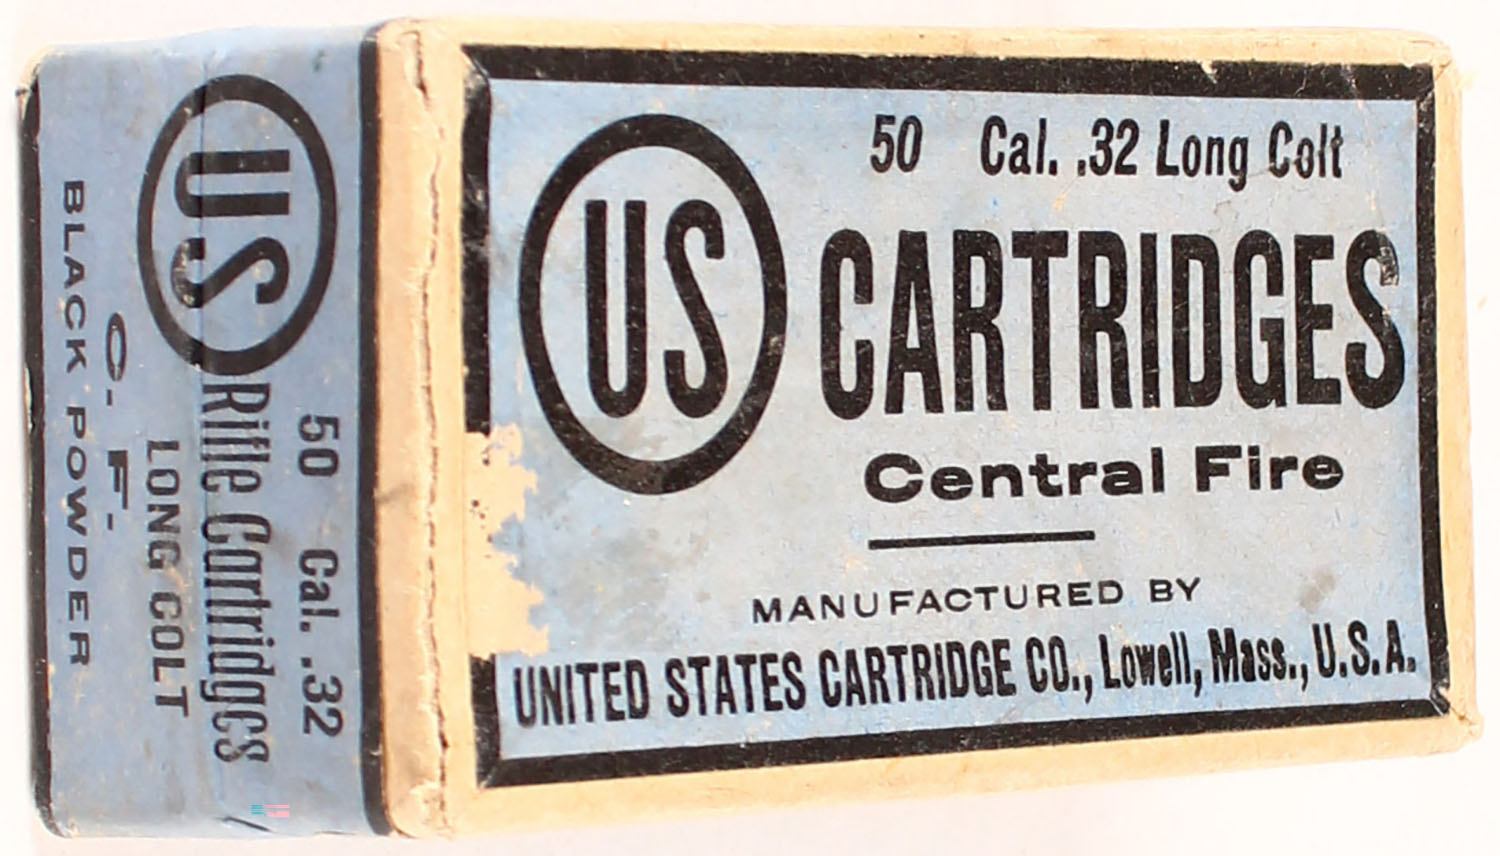 US
50 Cal. .32 Long Colt
CARTRIDGES
Central Fire
MANUFACTURED BY
UNITED STATES CARTRIDGE CO., Lowell, Mass., U.S.A.
50 Cal. .32
US Rifle Cartridges
LONG COLT
C. F.
BLACK POWDER